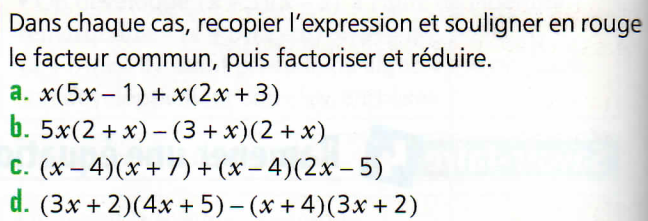 Dans chaque cas, recopier l'expression et souligner en rouge
le facteur commun, puis factoriser et réduire.
a. x(5x – 1) + x(2x + 3)
b. 5x(2 + x) – (3 + x)(2 + x)
c. (x – 4)(x + 7) + (x – 4)(2x – 5)
d. (3x + 2)(4x + 5) – (x + 4)(3x + 2)